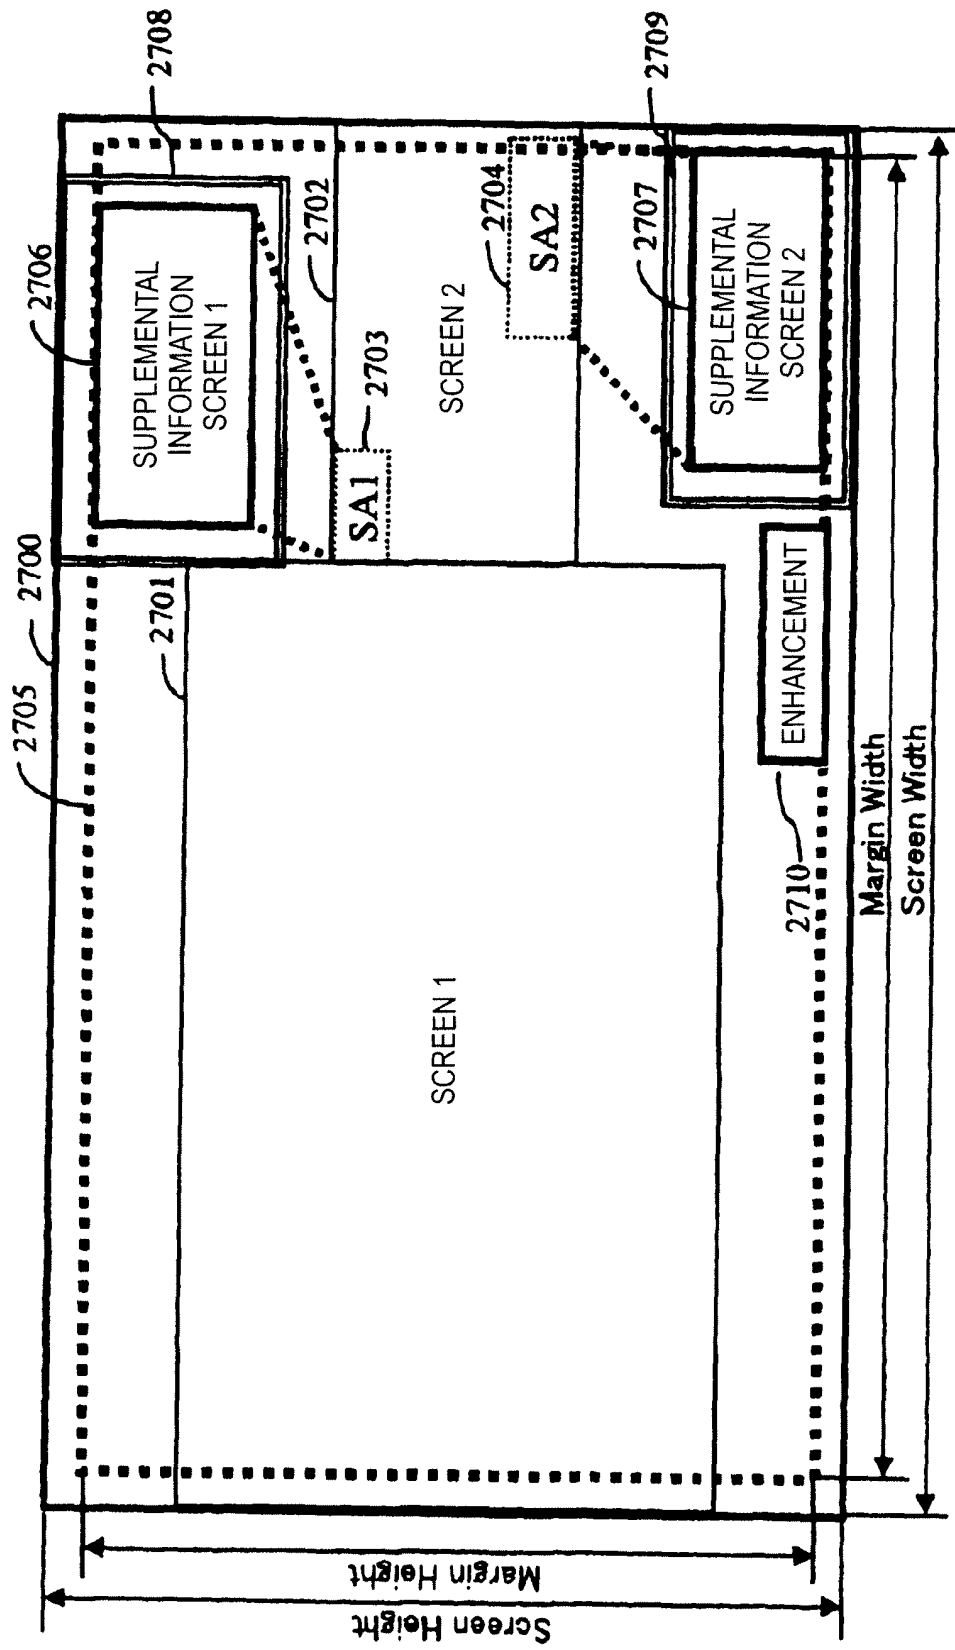 2705
2700
2706
2708
SUPPLEMENTAL
INFORMATION
SCREEN 1
2701
2702
SA1
2703
SCREEN 2
SA2
2704
SCREEN 1
2709
2707
SUPPLEMENTAL
INFORMATION
SCREEN 2
ENHANCEMENT
2710
Margin Width
Screen Width
Margin Height
Screen Height